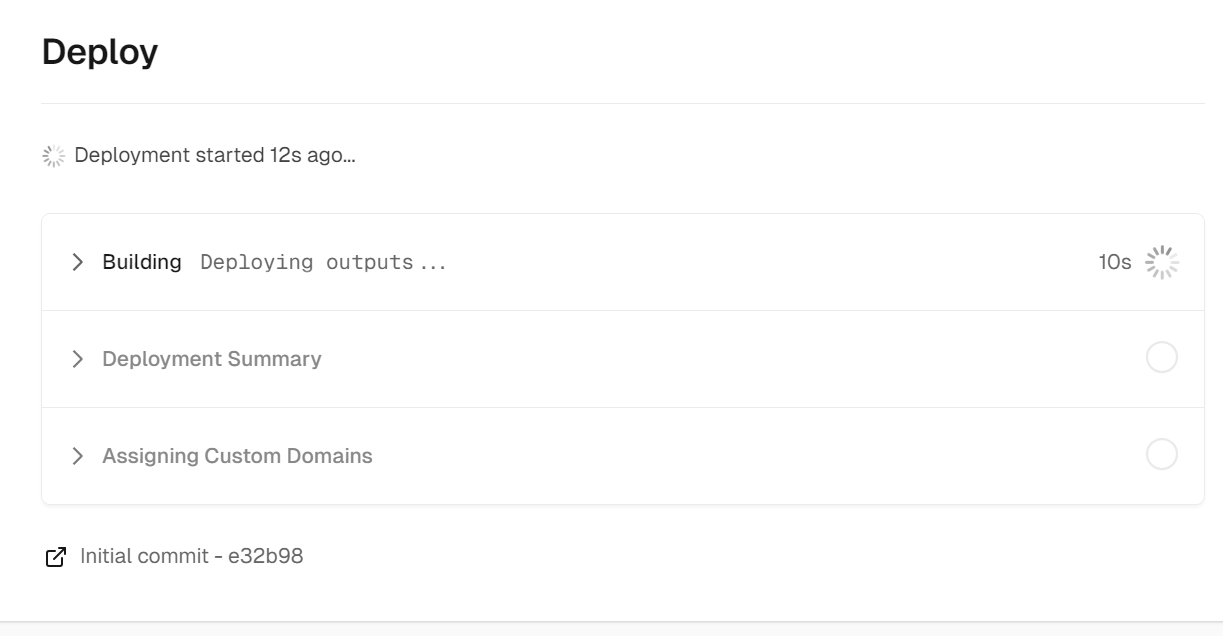 Deploy
Deployment started 12s ago...
Building Deploying outputs... 10s
Deployment Summary
Assigning Custom Domains
Initial commit - e32b98